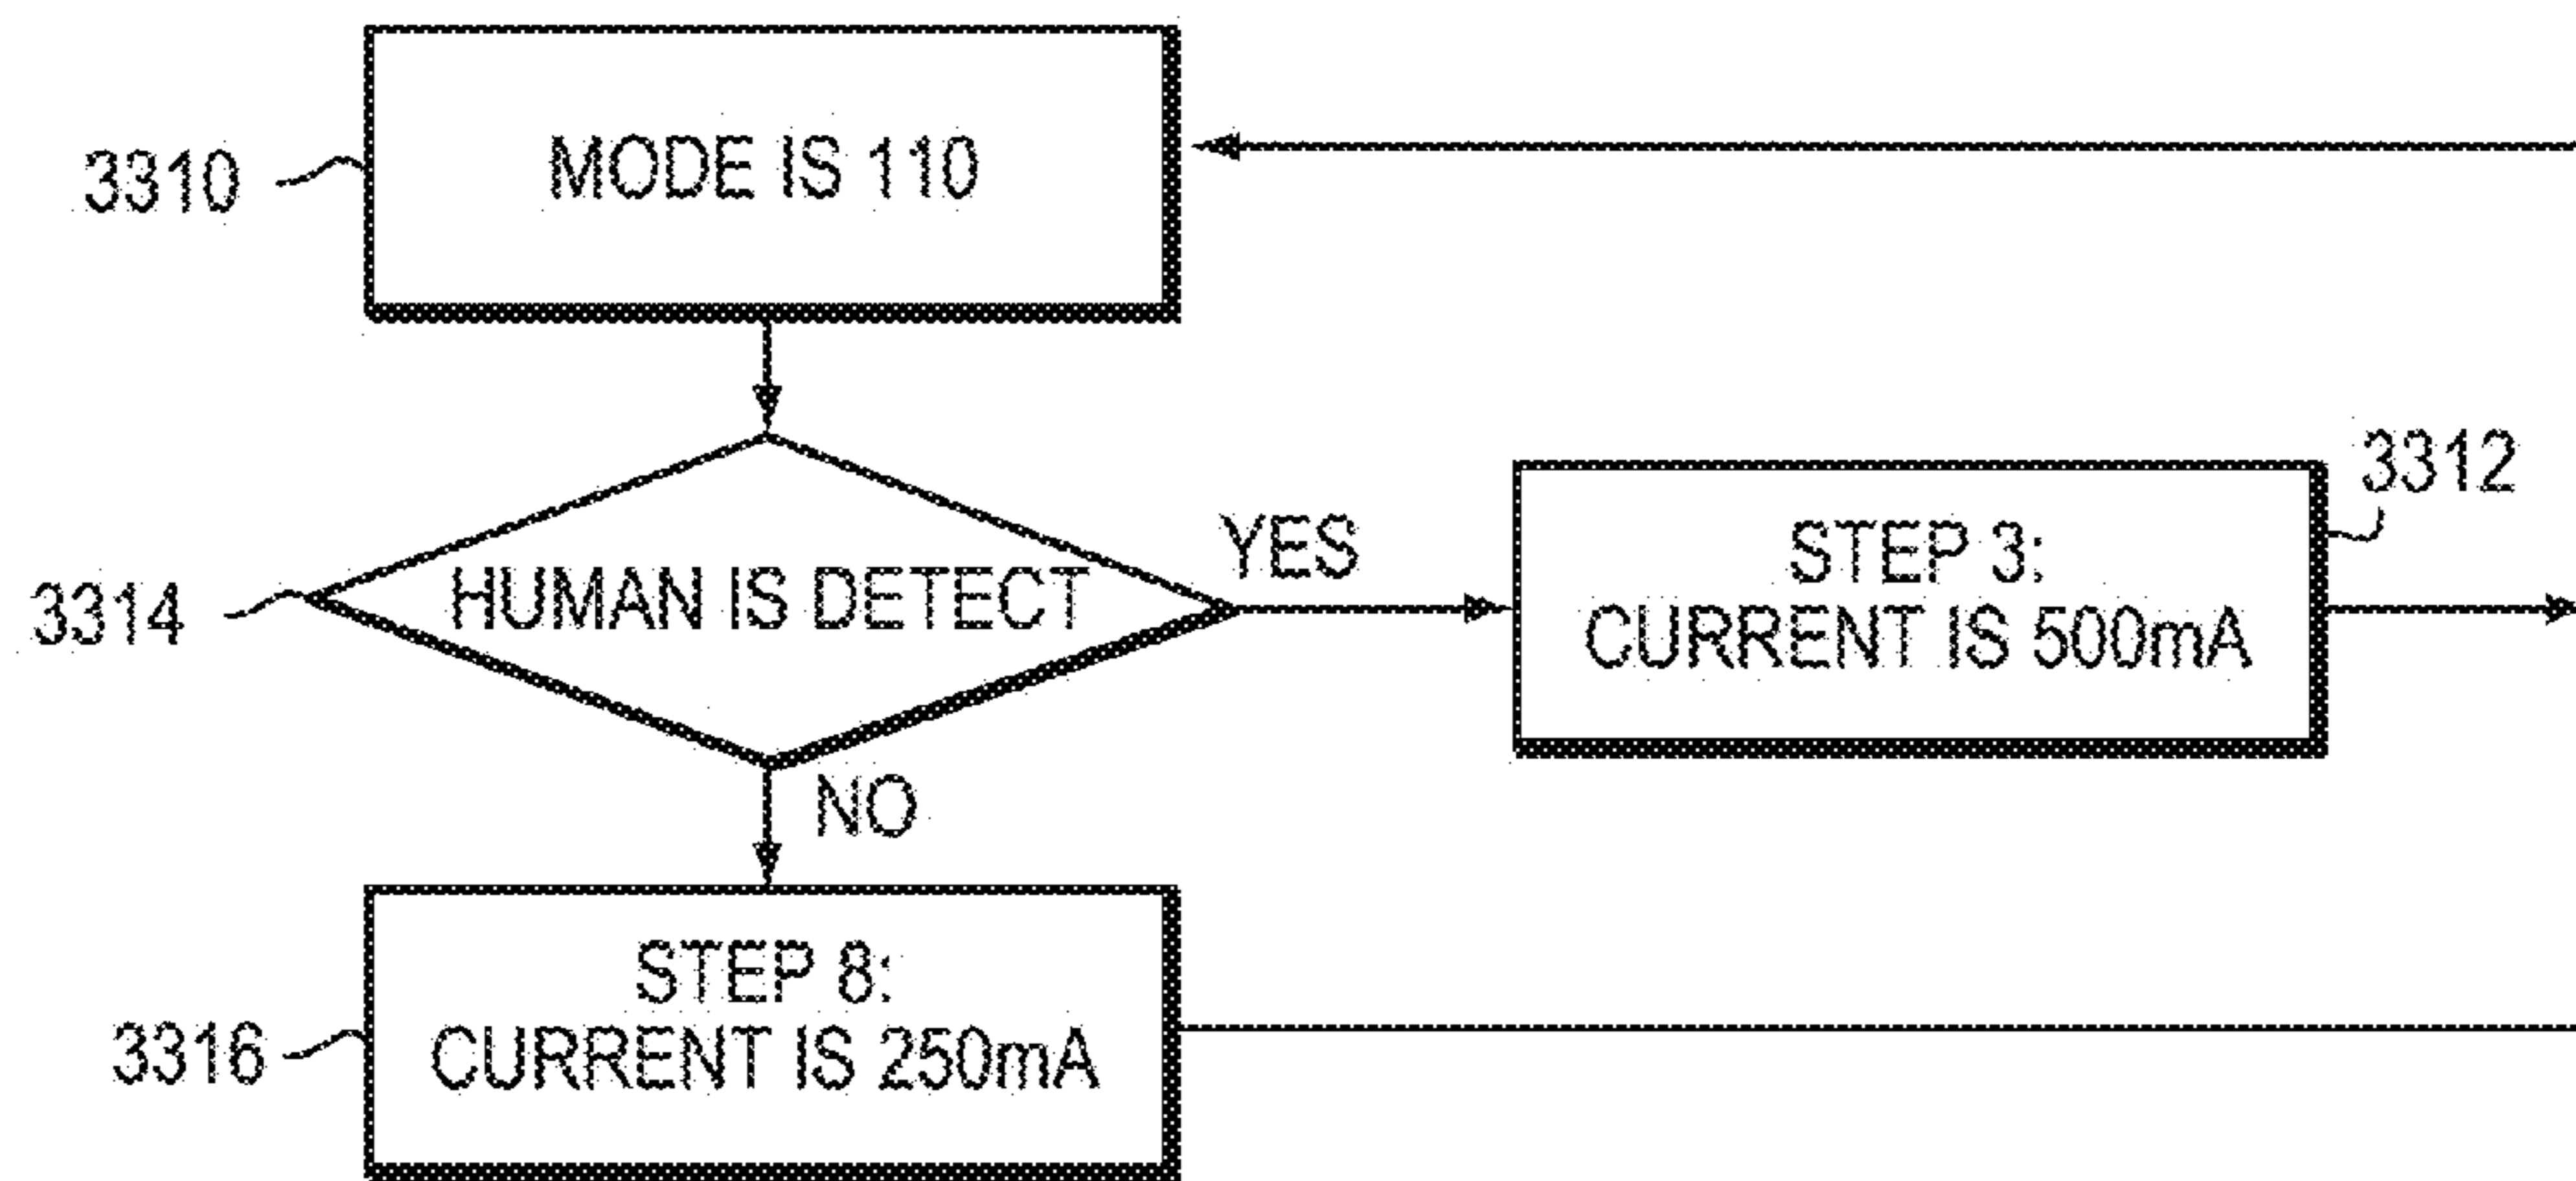 3310
MODE IS 110
3314
HUMAN IS DETECT
YES
3312
STEP 3:
CURRENT IS 500mA
NO
3316
STEP 8:
CURRENT IS 250mA